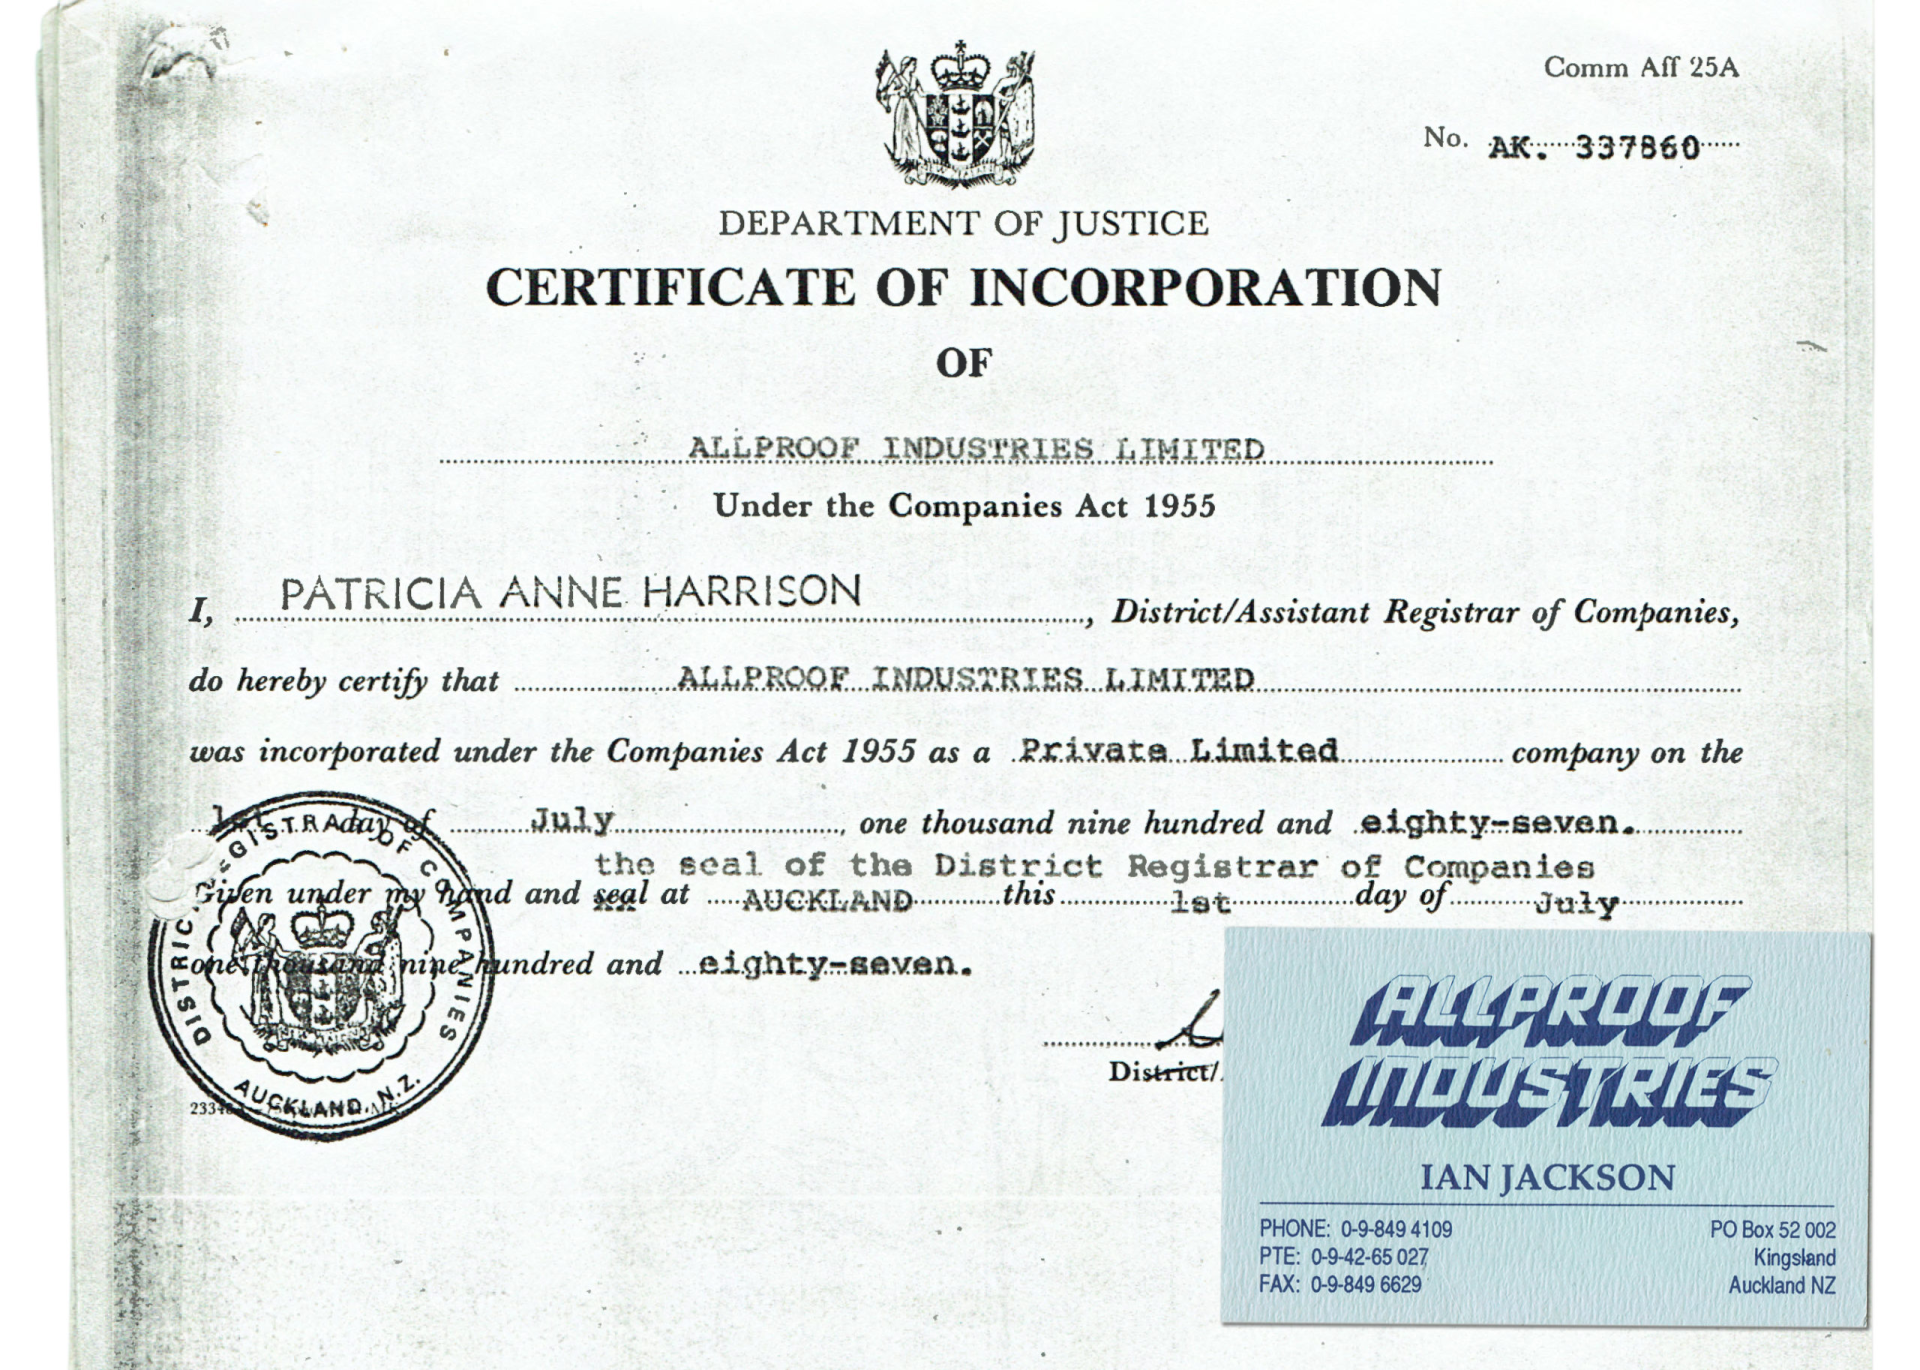 Comm Aff 25A
No. AK. 337860
DEPARTMENT OF JUSTICE
CERTIFICATE OF INCORPORATION
OF
ALLPROOF INDUSTRIES LIMITED
Under the Companies Act 1955
I, PATRICIA ANNE HARRISON, District/Assistant Registrar of Companies,
do hereby certify that ALLPROOF INDUSTRIES LIMITED
was incorporated under the Companies Act 1955 as a Private Limited company on the
1st day of July, one thousand nine hundred and eighty-seven.
the seal of the District Registrar of Companies
Given under my hand and seal at AUCKLAND this 1st day of July
one thousand nine hundred and eighty-seven.
District/
DISTRICT REGISTRAR OF COMPANIES
AUCKLAND, N.Z.
ALLPROOF
INDUSTRIES
IAN JACKSON
PHONE: 0-9-849 4109
PTE: 0-9-42-65 027
FAX: 0-9-849 6629
PO Box 52 002
Kingsland
Auckland NZ